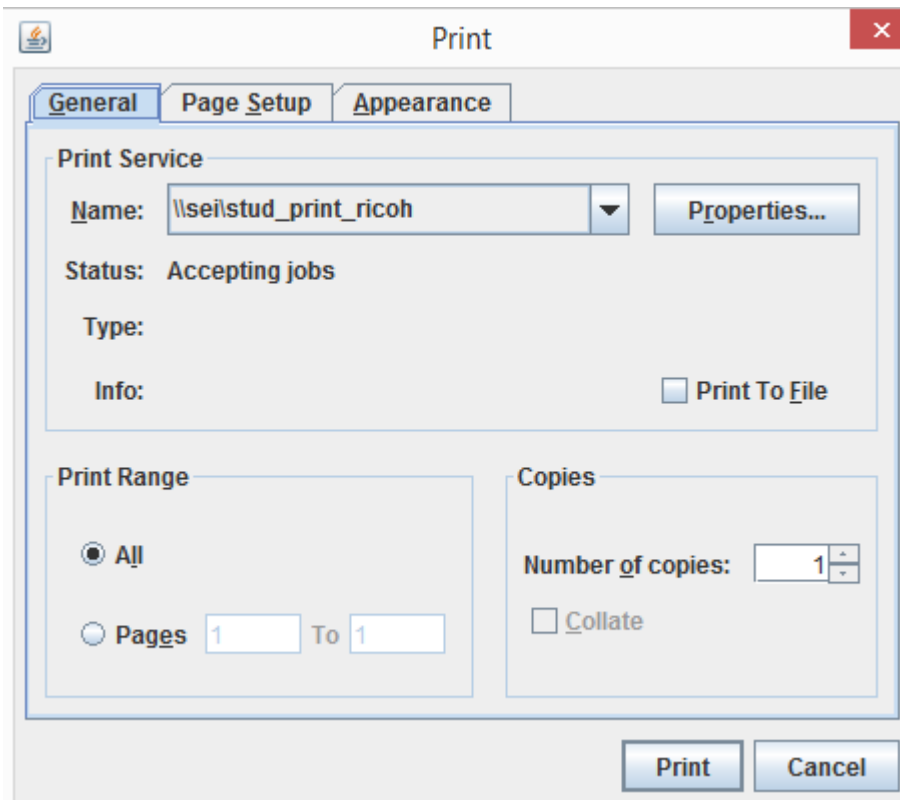 Print
General Page Setup Appearance
Print Service
Name: \\sei\stud_print_ricoh Properties...
Status: Accepting jobs
Type:
Info: Print To File
Print Range
All
Pages 1 To 1
Copies
Number of copies: 1
Collate
Print Cancel